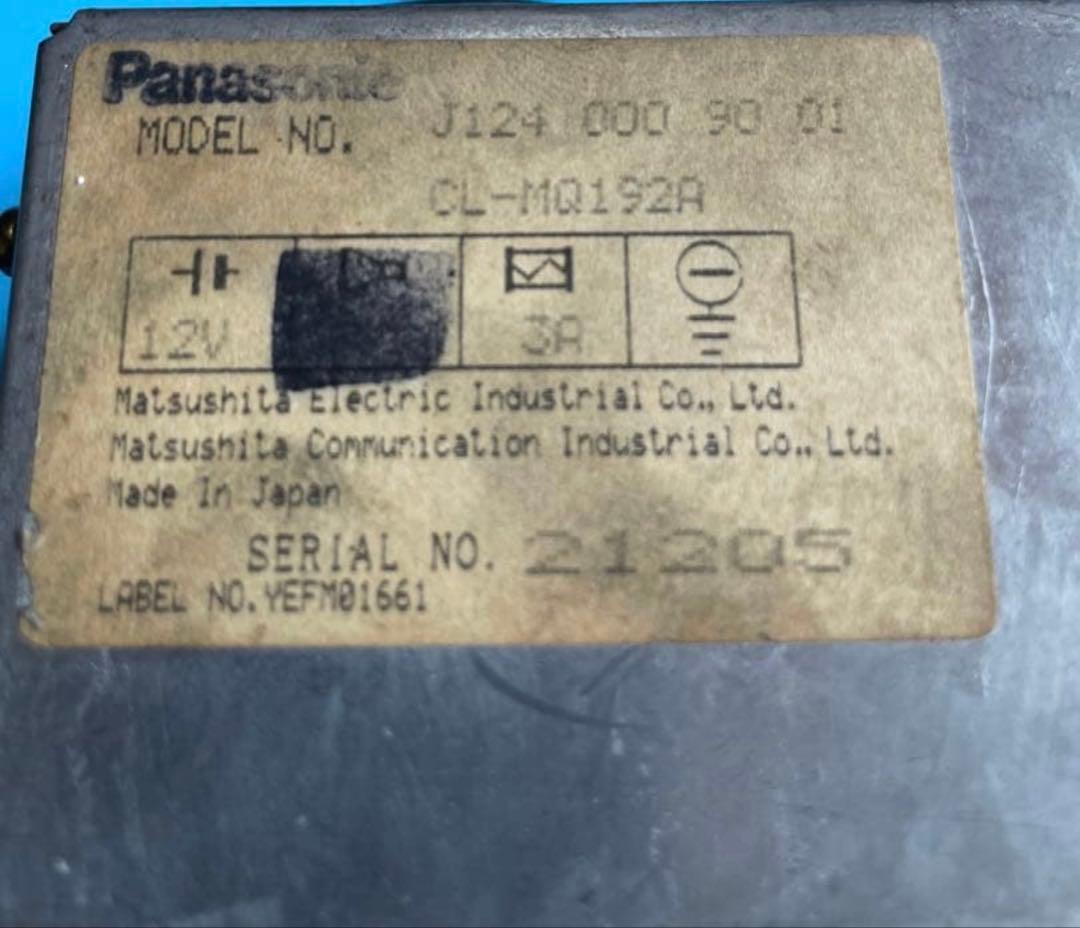 Panasonic
MODEL NO. J124 000 90 01
CL-MQ192A
12V 3A
Matsushita Electric Industrial Co., Ltd.
Matsushita Communication Industrial Co., Ltd.
Made In Japan
SERIAL NO. 21205
LABEL NO. YEFM01661